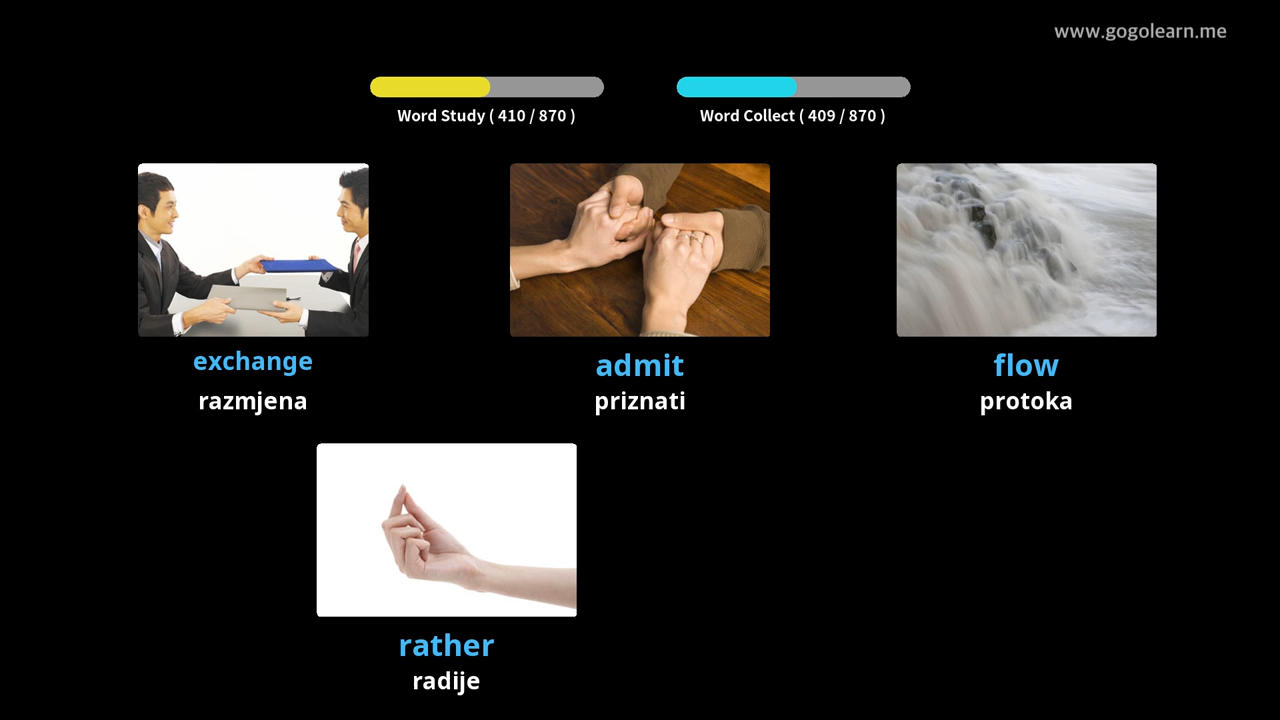 www.gogolearn.me
Word Study ( 410 / 870 )
Word Collect ( 409 / 870 )
exchange
razmjena
admit
priznati
flow
protoka
rather
radije